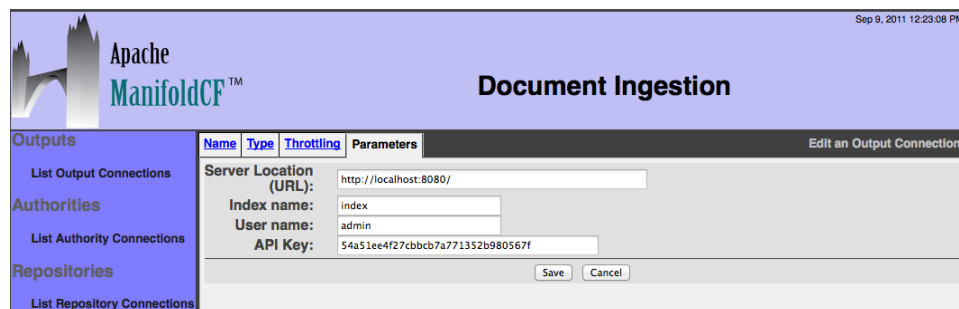 Sep 9, 2011 12:23:08 PM
Apache
ManifoldCF™
Document Ingestion
Outputs
List Output Connections
Authorities
List Authority Connections
Repositories
List Repository Connections
Name Type Throttling Parameters
Edit an Output Connection
Server Location
(URL): http://localhost:8080/
Index name: index
User name: admin
API Key: 54a51ee4f27cbbcb7a771352b980567f
Save Cancel